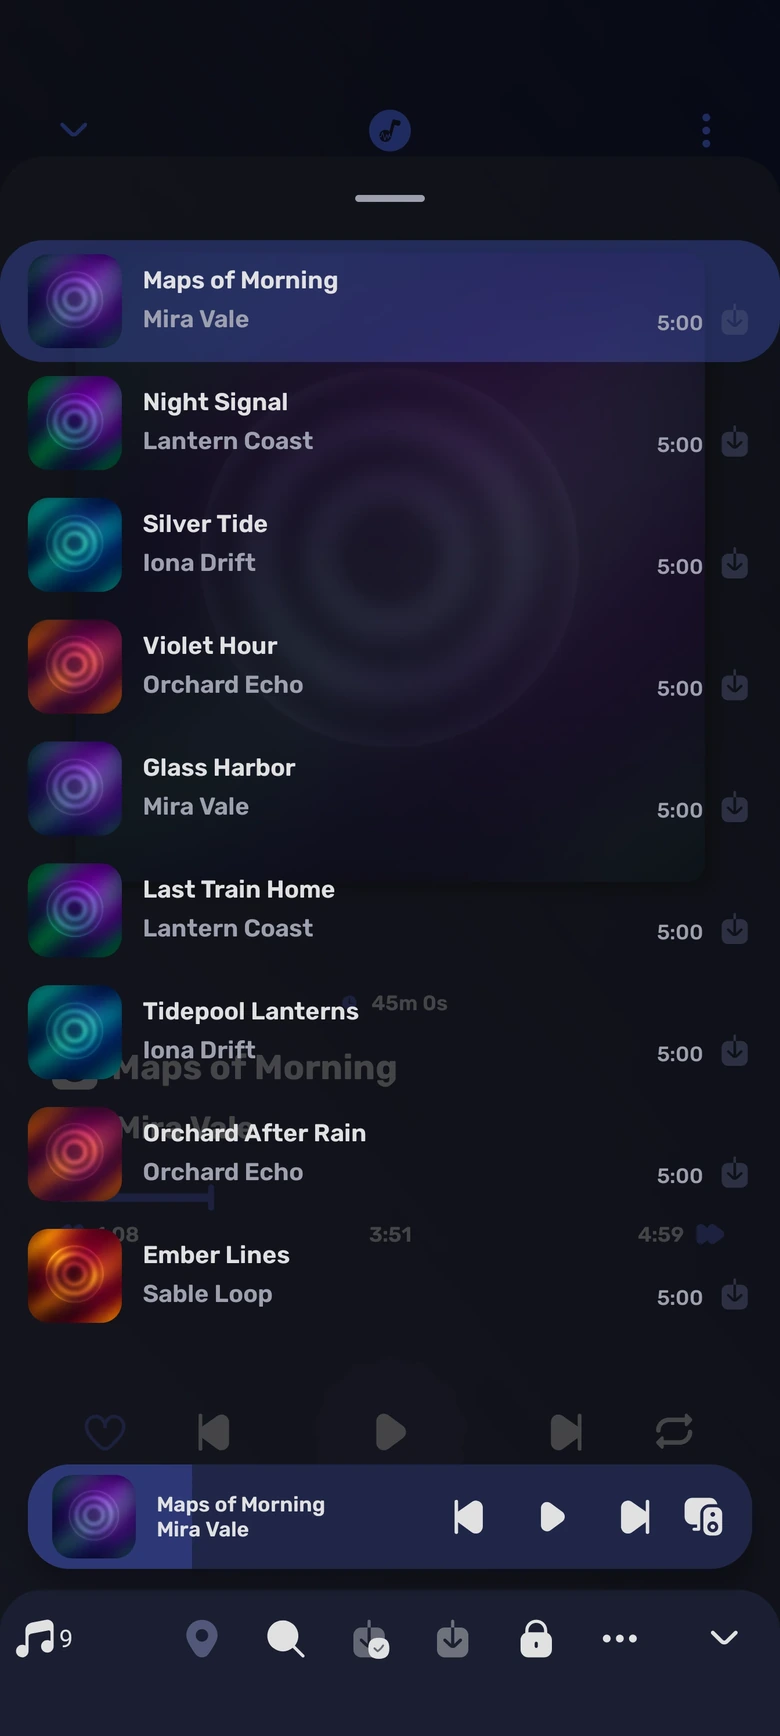 Maps of Morning
Mira Vale
5:00
Night Signal
Lantern Coast
5:00
Silver Tide
Iona Drift
5:00
Violet Hour
Orchard Echo
5:00
Glass Harbor
Mira Vale
5:00
Last Train Home
Lantern Coast
5:00
45m 0s
Tidepool Lanterns
Iona Drift
5:00
Maps of Morning
Mira Vale
Orchard After Rain
Orchard Echo
5:00
3:51
4:59
Ember Lines
Sable Loop
5:00
Maps of Morning
Mira Vale
9